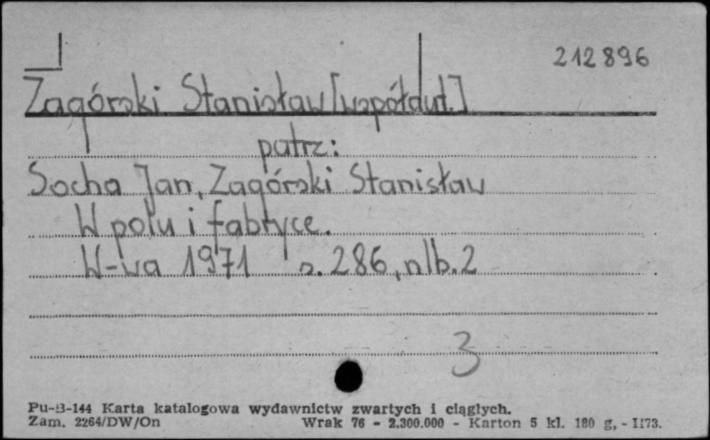 212896
Zagórski Stanisław [współaut.]
patrz:
Socha Jan, Zagórski Stanisław
W polu i fabryce.
W-wa 1971 s. 286, nlb. 2
3
Pu-B-144 Karta katalogowa wydawnictw zwartych i ciągłych.
Zam. 2264/DW/On Wrak 76 - 2.300.000 - Karton 5 kl. 180 g, - II73.